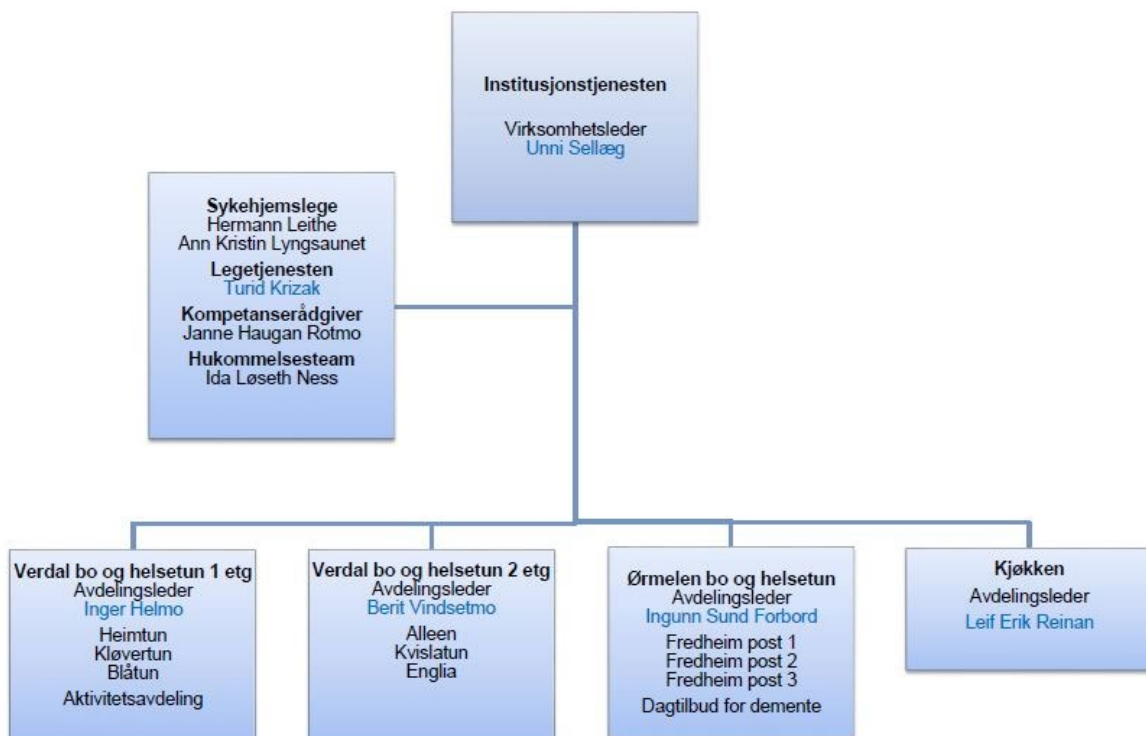 Institusjonstjenesten
Virksomhetsleder
Unni Sellæg
Sykehjemslege
Hermann Leithe
Ann Kristin Lyngsaunet
Legetjenesten
Turid Krizak
Kompetanserådgiver
Janne Haugan Rotmo
Hukommelsesteam
Ida Løseth Ness
Verdal bo og helsetun 1 etg
Avdelingsleder
Inger Helmo
Heimtun
Kløvertun
Blåtun
Aktivitetsavdeling
Verdal bo og helsetun 2 etg
Avdelingsleder
Berit Vindsetmo
Alleen
Kvislatun
Englia
Ørmelen bo og helsetun
Avdelingsleder
Ingunn Sund Forbord
Fredheim post 1
Fredheim post 2
Fredheim post 3
Dagtilbud for demente
Kjøkken
Avdelingsleder
Leif Erik Reinan